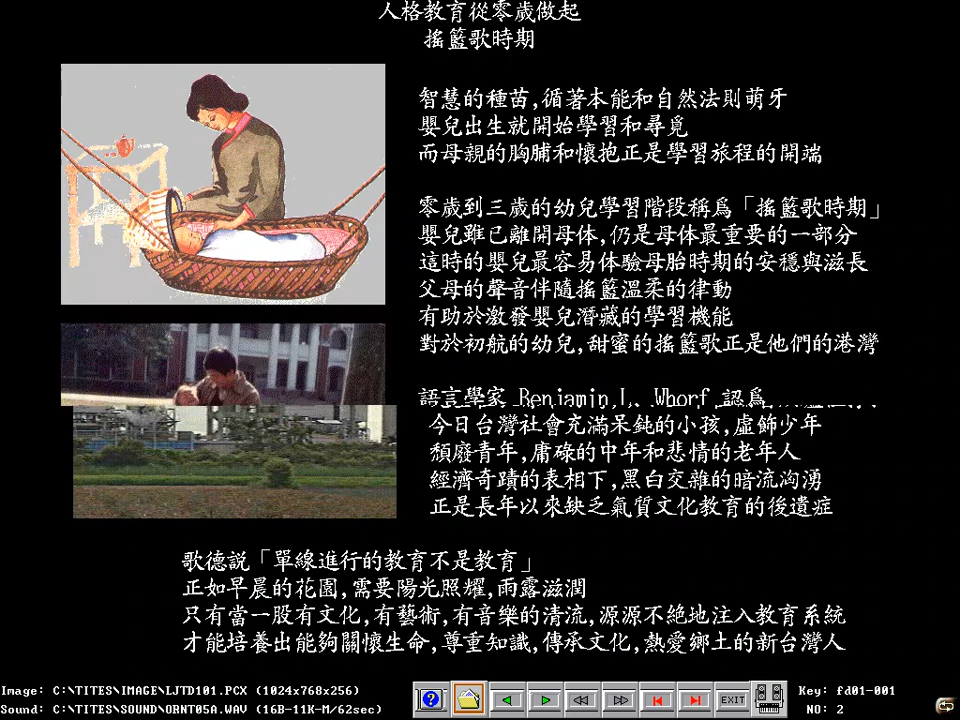 人格教育從零歲做起
搖籃歌時期
智慧的種苗,循著本能和自然法則萌牙
嬰兒出生就開始學習和尋覓
而母親的胸脯和懷抱正是學習旅程的開端
零歲到三歲的幼兒學習階段稱爲「搖籃歌時期」
嬰兒雖已離開母体,仍是母体最重要的一部分
這時的嬰兒最容易体驗母胎時期的安穩與滋長
父母的聲音伴隨搖籃溫柔的律動
有助於激發嬰兒潛藏的學習機能
對於初航的幼兒,甜蜜的搖籃歌正是他們的港灣
語言學家 Benjamin L. Whorf 認爲
今日台灣社會充滿呆鈍的小孩,虛飾少年
頹廢青年,庸碌的中年和悲情的老年人
經濟奇蹟的表相下,黑白交雜的暗流洶湧
正是長年以來缺乏氣質文化教育的後遺症
歌德説「單線進行的教育不是教育」
正如早晨的花園,需要陽光照耀,雨露滋潤
只有當一股有文化,有藝術,有音樂的清流,源源不絕地注入教育系統
才能培養出能夠關懷生命,尊重知識,傳承文化,熱愛鄉土的新台灣人
Image: C:\TITES\IMAGE\LJTD101.PCX (1024x768x256)
Sound: C:\TITES\SOUND\ORNT05A.WAV (16B-11K-M/62sec)
EXIT
Key: fd01-001
NO: 2